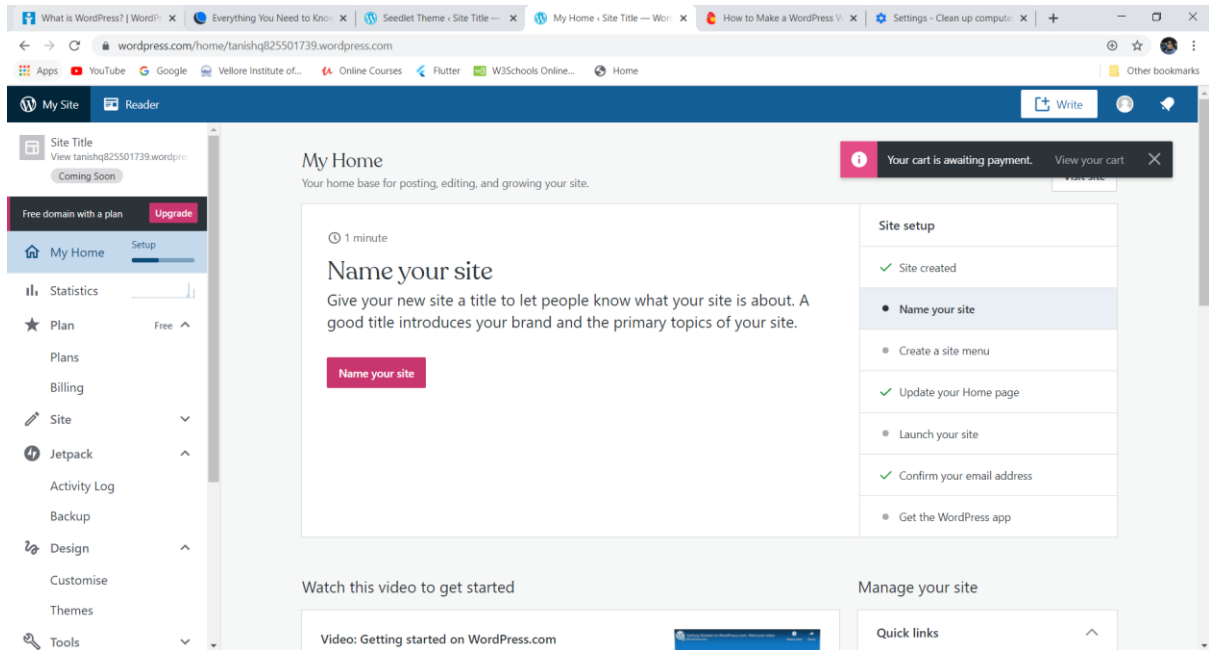 What is WordPress? | WordPr
Everything You Need to Know
Seedlet Theme ‹ Site Title —
My Home ‹ Site Title — Wor
How to Make a WordPress W
Settings - Clean up compute
wordpress.com/home/tanishq825501739.wordpress.com
Apps YouTube Google Vellore Institute of... Online Courses Flutter W3Schools Online... Home Other bookmarks
My Site Reader Write
Site Title
View tanishq825501739.wordpre
Coming Soon
Free domain with a plan Upgrade
My Home Setup
Statistics
Plan Free
Plans
Billing
Site
Jetpack
Activity Log
Backup
Design
Customise
Themes
Tools
My Home
Your home base for posting, editing, and growing your site.
Your cart is awaiting payment. View your cart
Visit site
1 minute
Name your site
Give your new site a title to let people know what your site is about. A
good title introduces your brand and the primary topics of your site.
Name your site
Site setup
Site created
Name your site
Create a site menu
Update your Home page
Launch your site
Confirm your email address
Get the WordPress app
Watch this video to get started
Video: Getting started on WordPress.com
Manage your site
Quick links